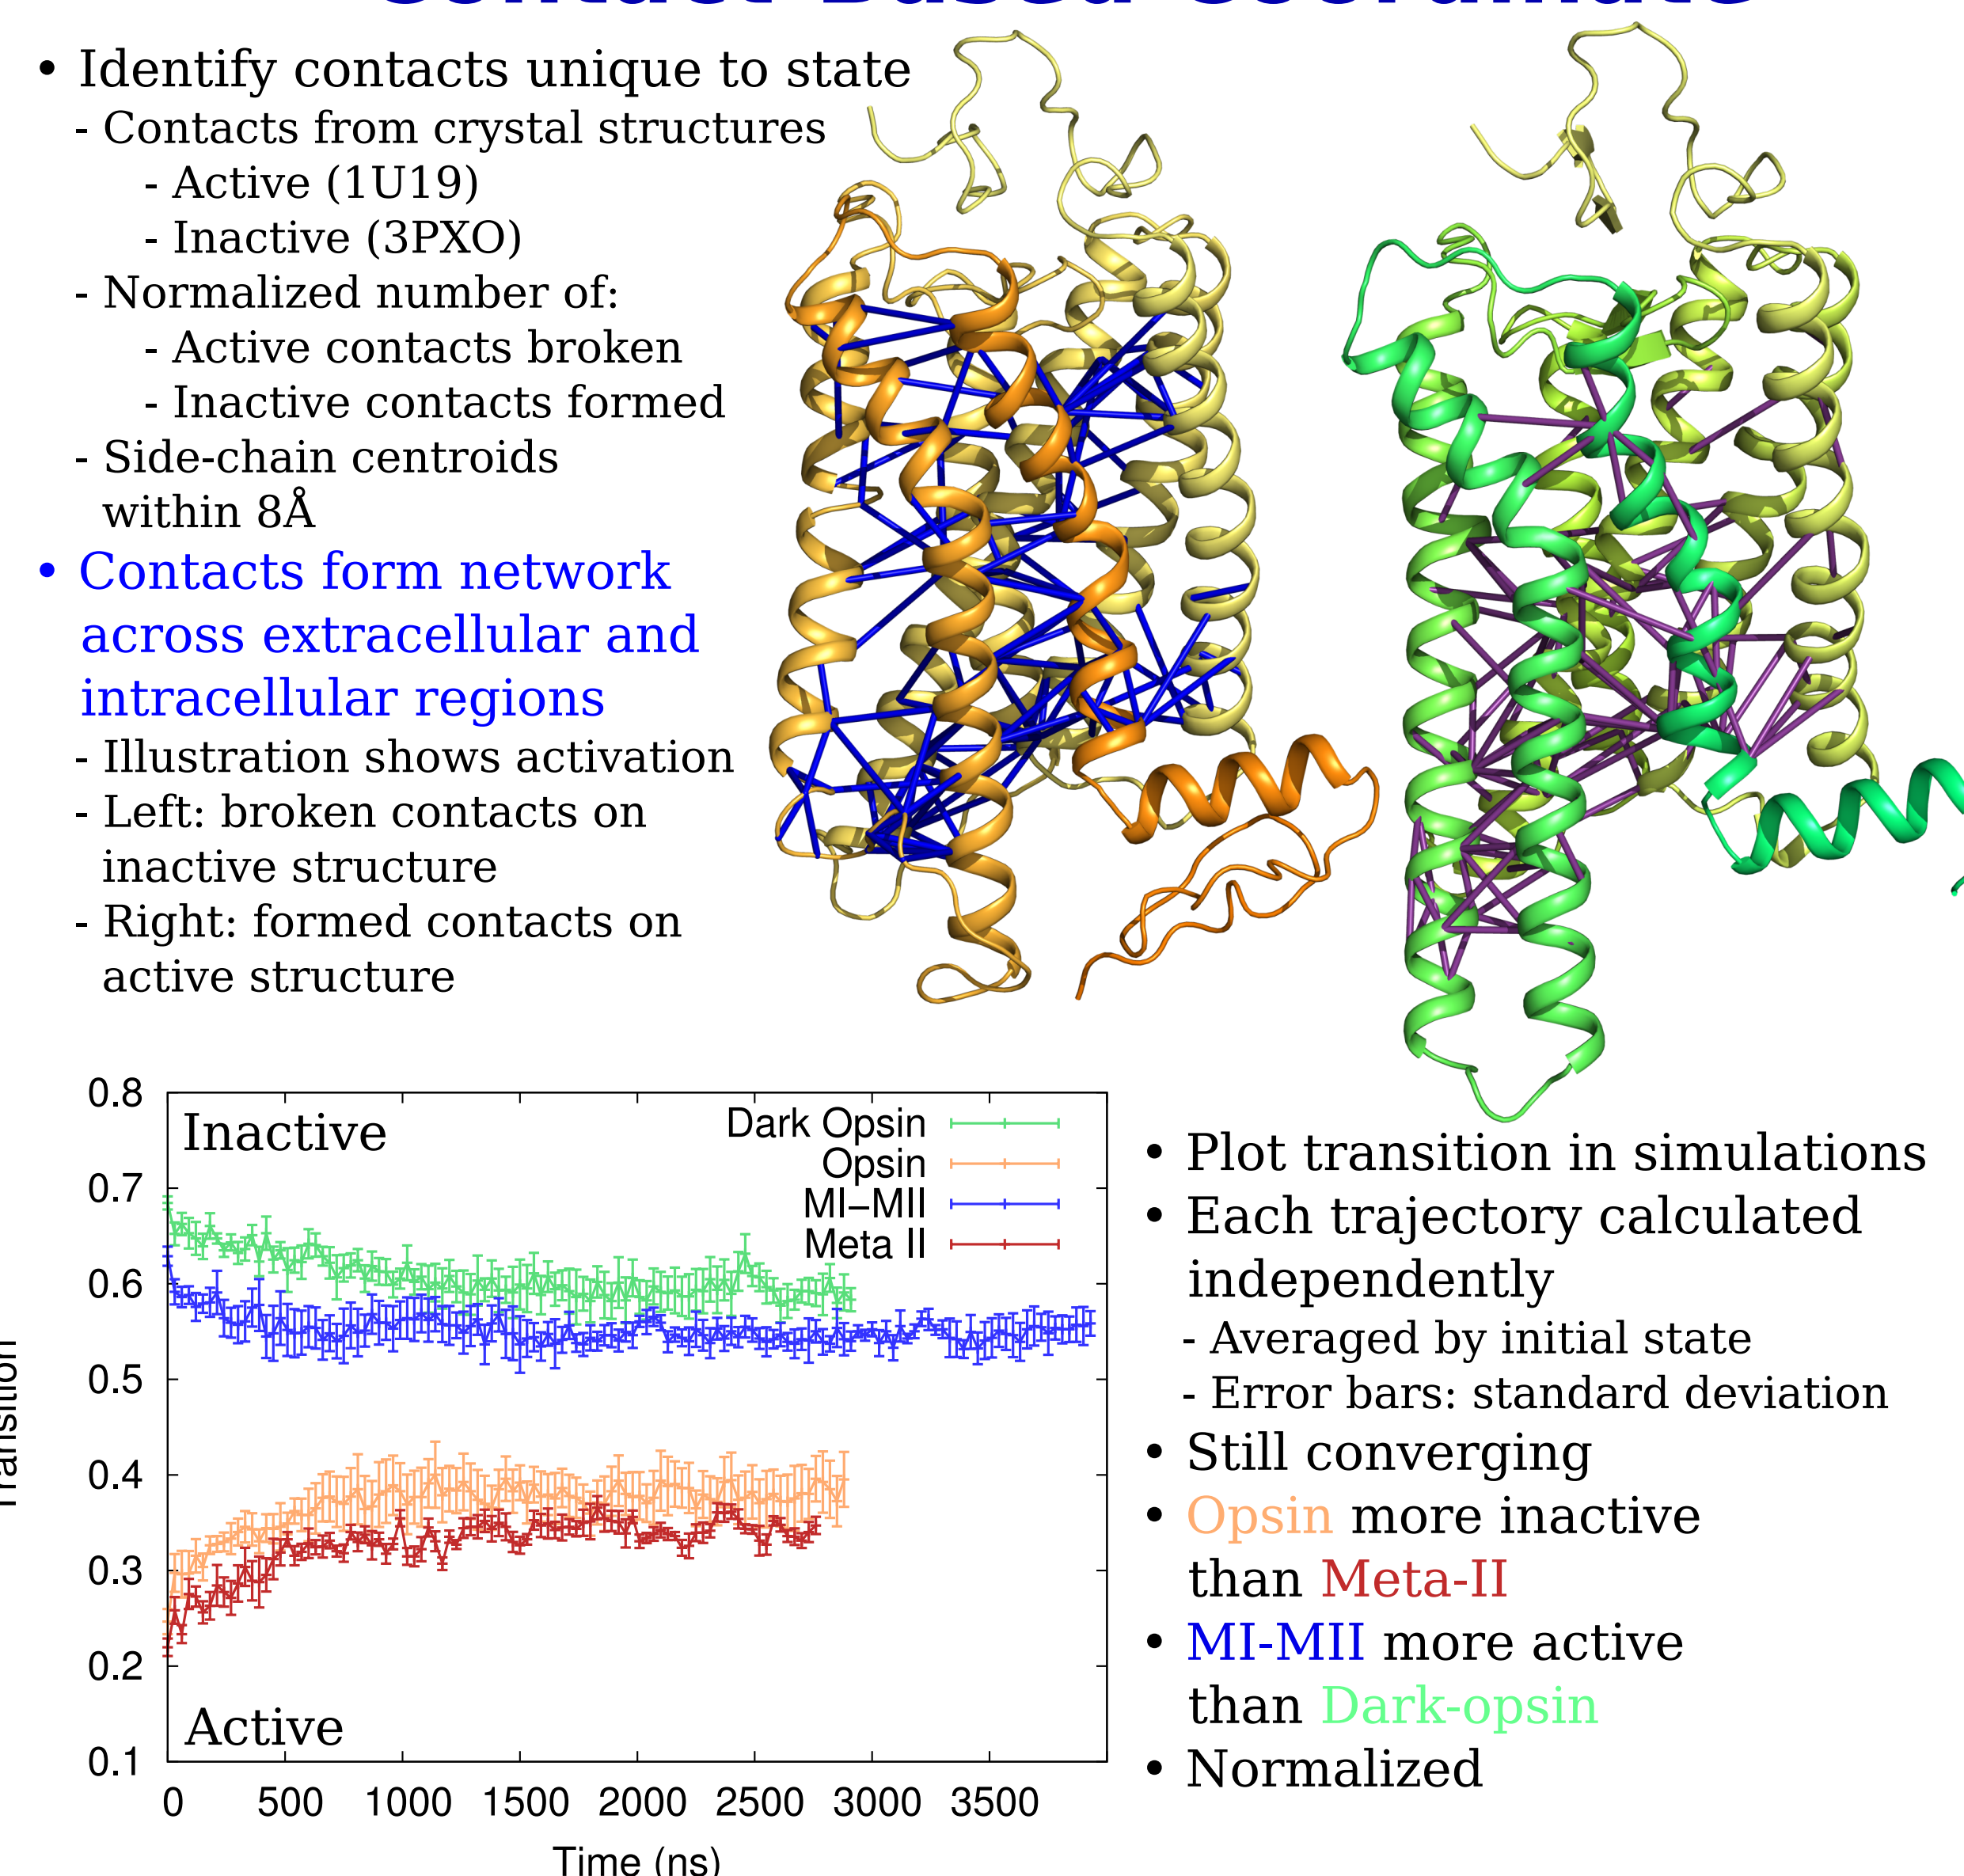 • Identify contacts unique to state
- Contacts from crystal structures
- Active (1U19)
- Inactive (3PXO)
- Normalized number of:
- Active contacts broken
- Inactive contacts formed
- Side-chain centroids
within 8Å
• Contacts form network
across extracellular and
intracellular regions
- Illustration shows activation
- Left: broken contacts on
inactive structure
- Right: formed contacts on
active structure
0.8
0.7
0.6
0.5
0.4
0.3
0.2
0.1
Inactive
Dark Opsin
Opsin
MI–MII
Meta II
Active
0 500 1000 1500 2000 2500 3000 3500
Time (ns)
• Plot transition in simulations
• Each trajectory calculated
independently
- Averaged by initial state
- Error bars: standard deviation
• Still converging
• Opsin more inactive
than Meta-II
• MI-MII more active
than Dark-opsin
• Normalized